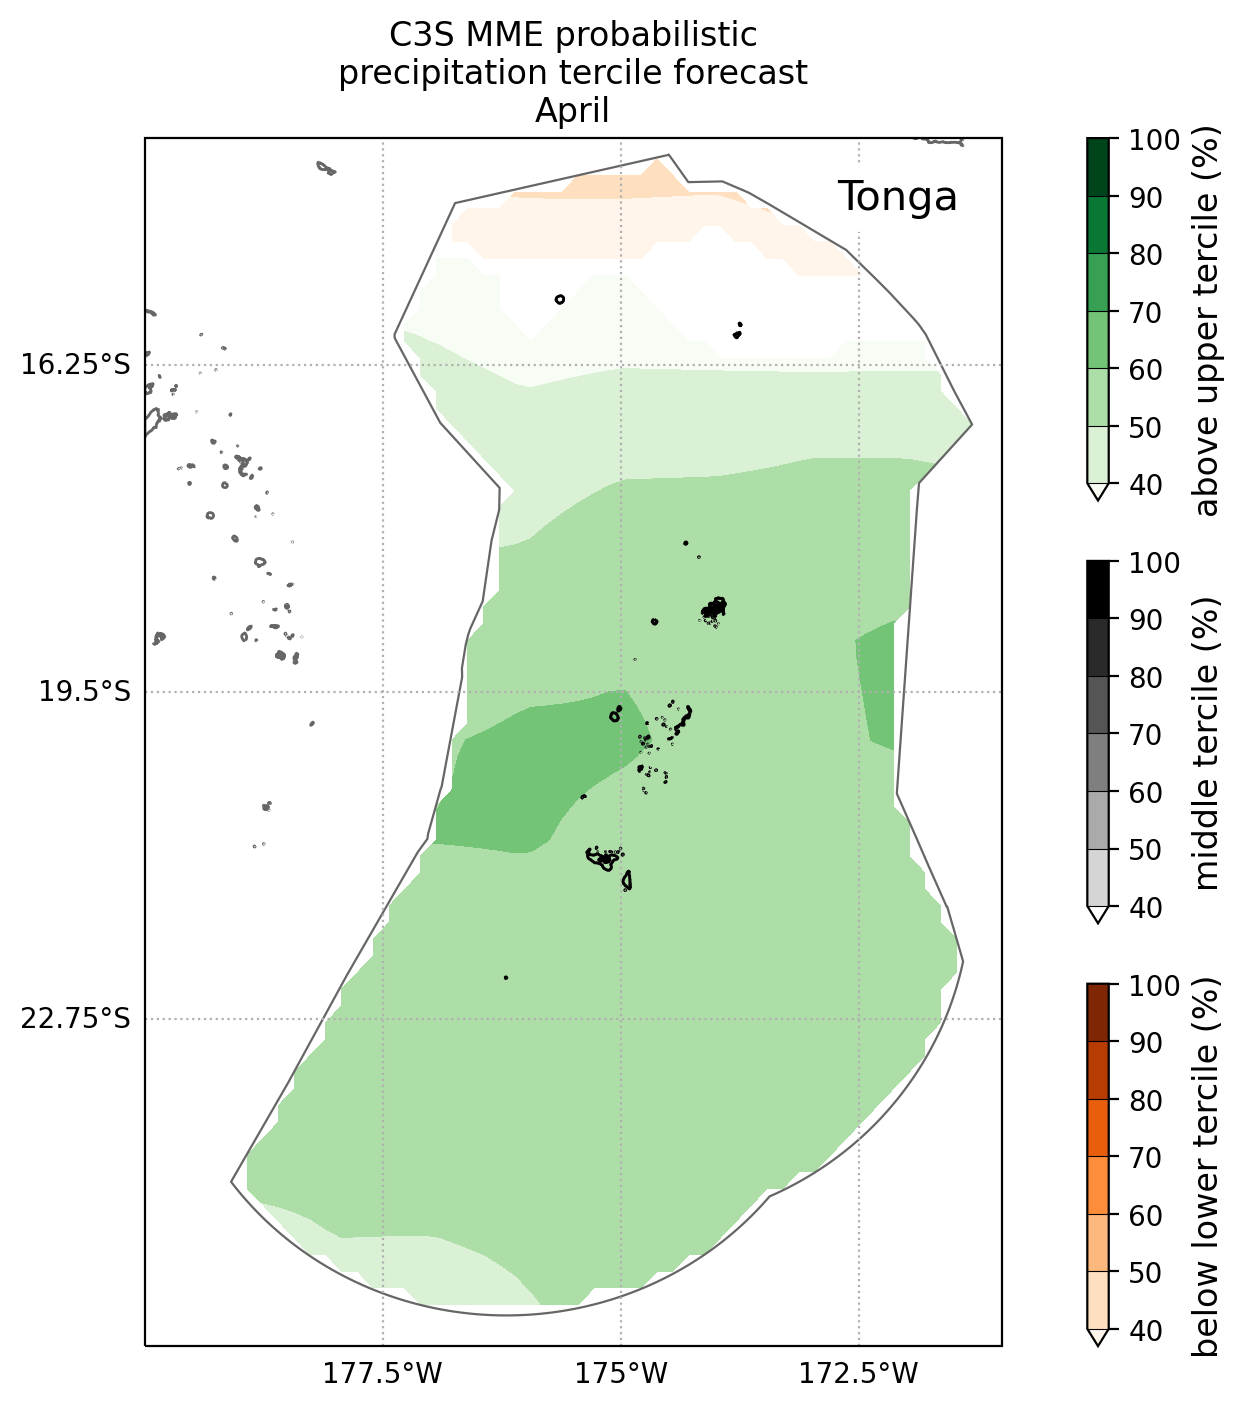 C3S MME probabilistic
precipitation tercile forecast
April
Tonga
16.25°S
19.5°S
22.75°S
177.5°W
175°W
172.5°W
100
90
80
70
60
50
40
above upper tercile (%)
100
90
80
70
60
50
40
middle tercile (%)
100
90
80
70
60
50
40
below lower tercile (%)